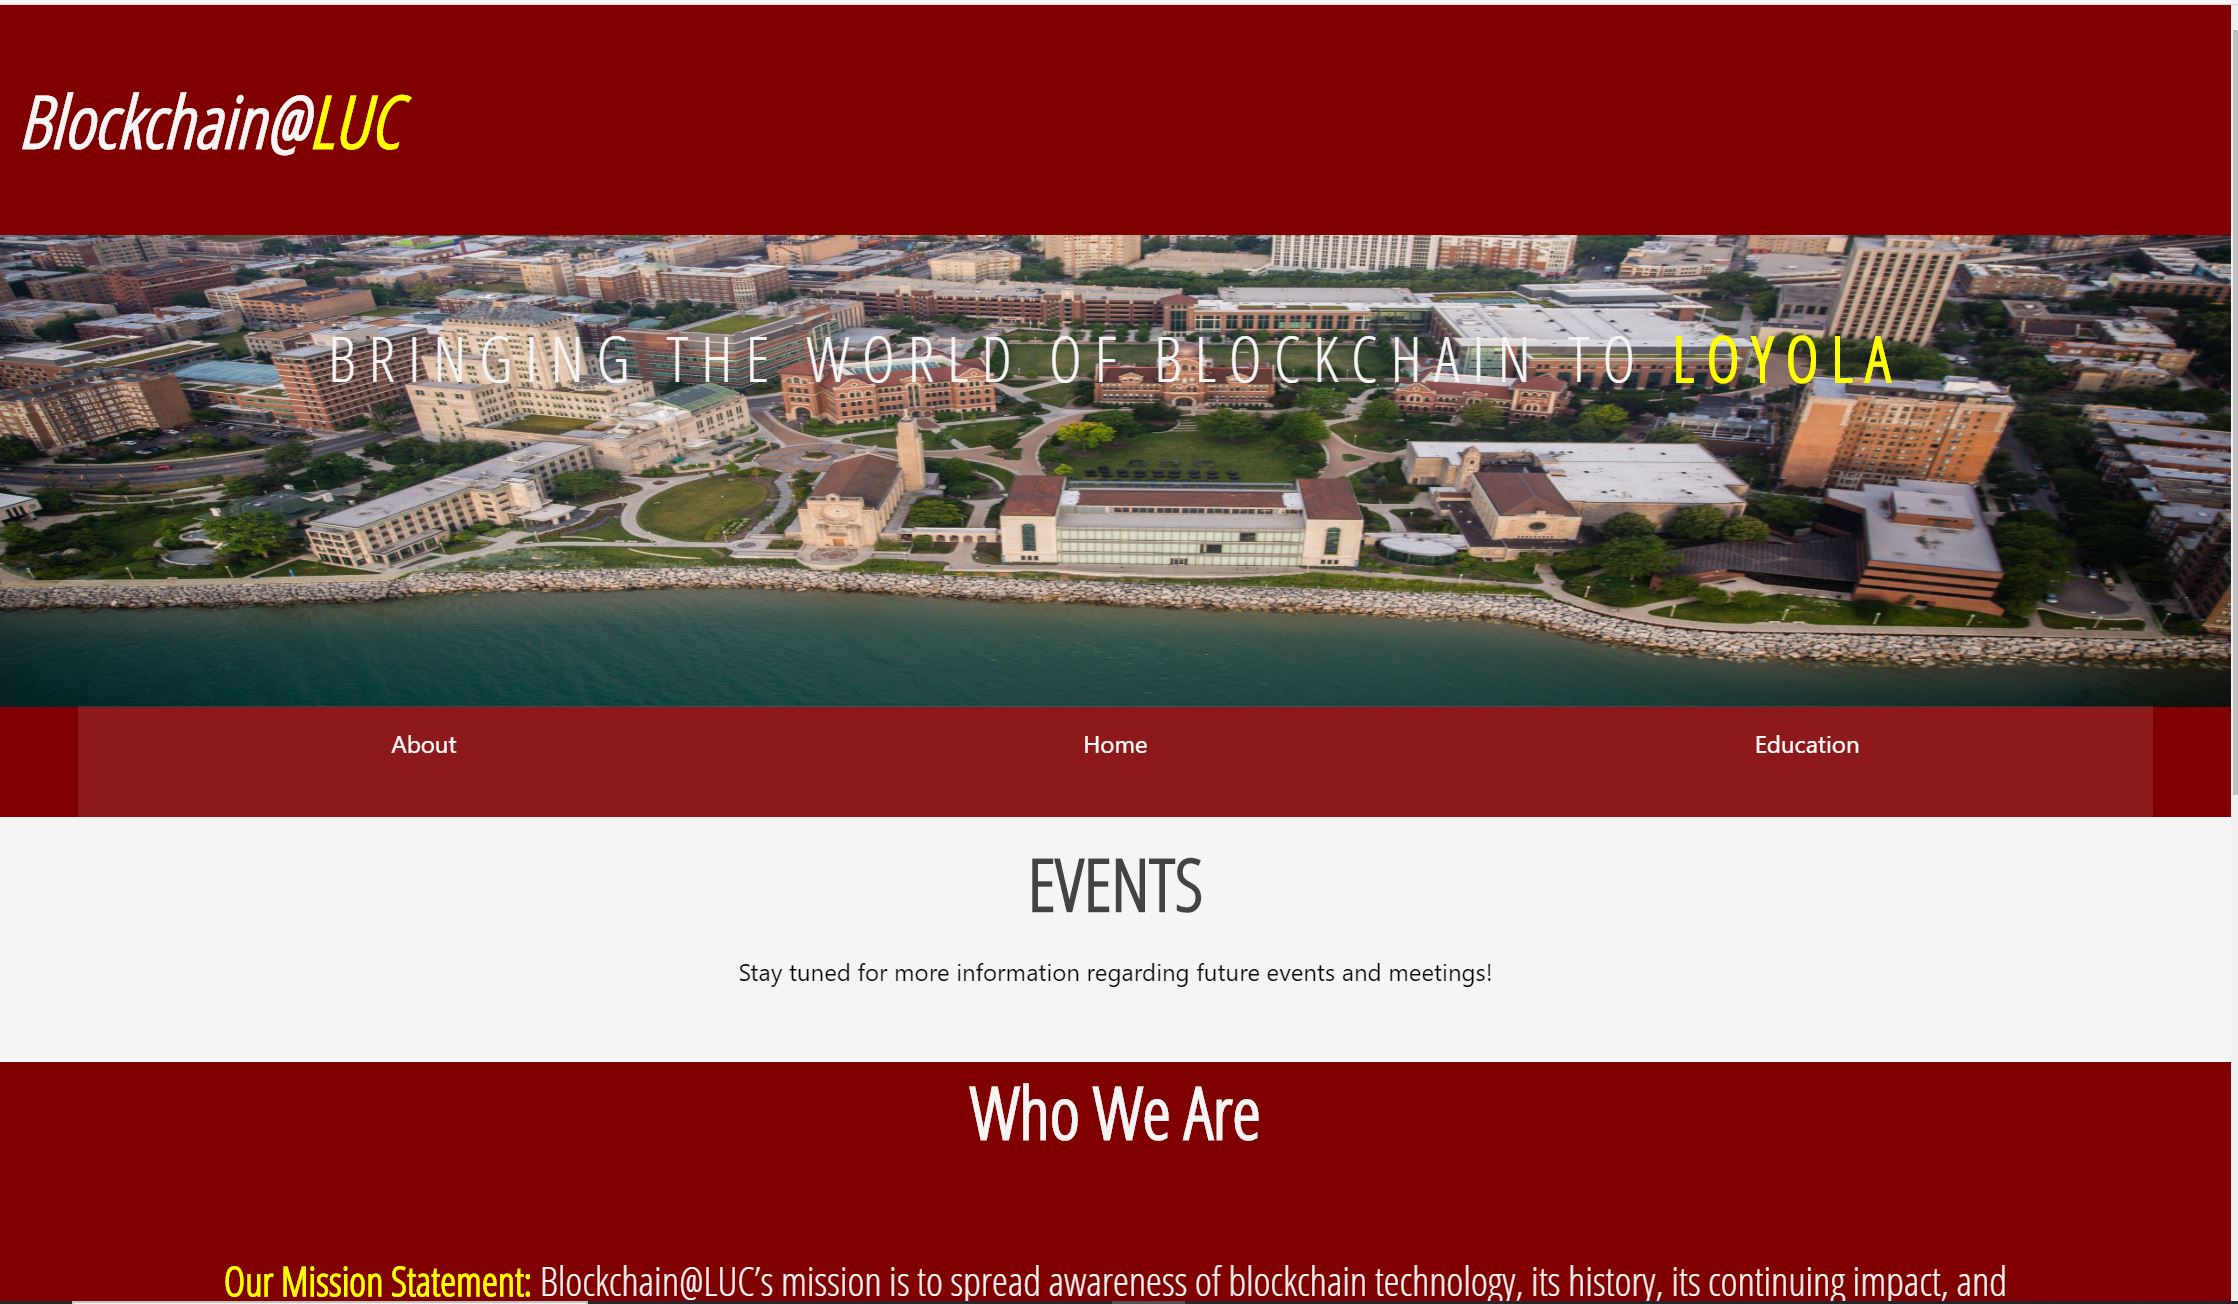 Blockchain@LUC
BRINGING THE WORLD OF BLOCKCHAIN TO LOYOLA
About
Home
Education
EVENTS
Stay tuned for more information regarding future events and meetings!
Who We Are
Our Mission Statement: Blockchain@LUC’s mission is to spread awareness of blockchain technology, its history, its continuing impact, and